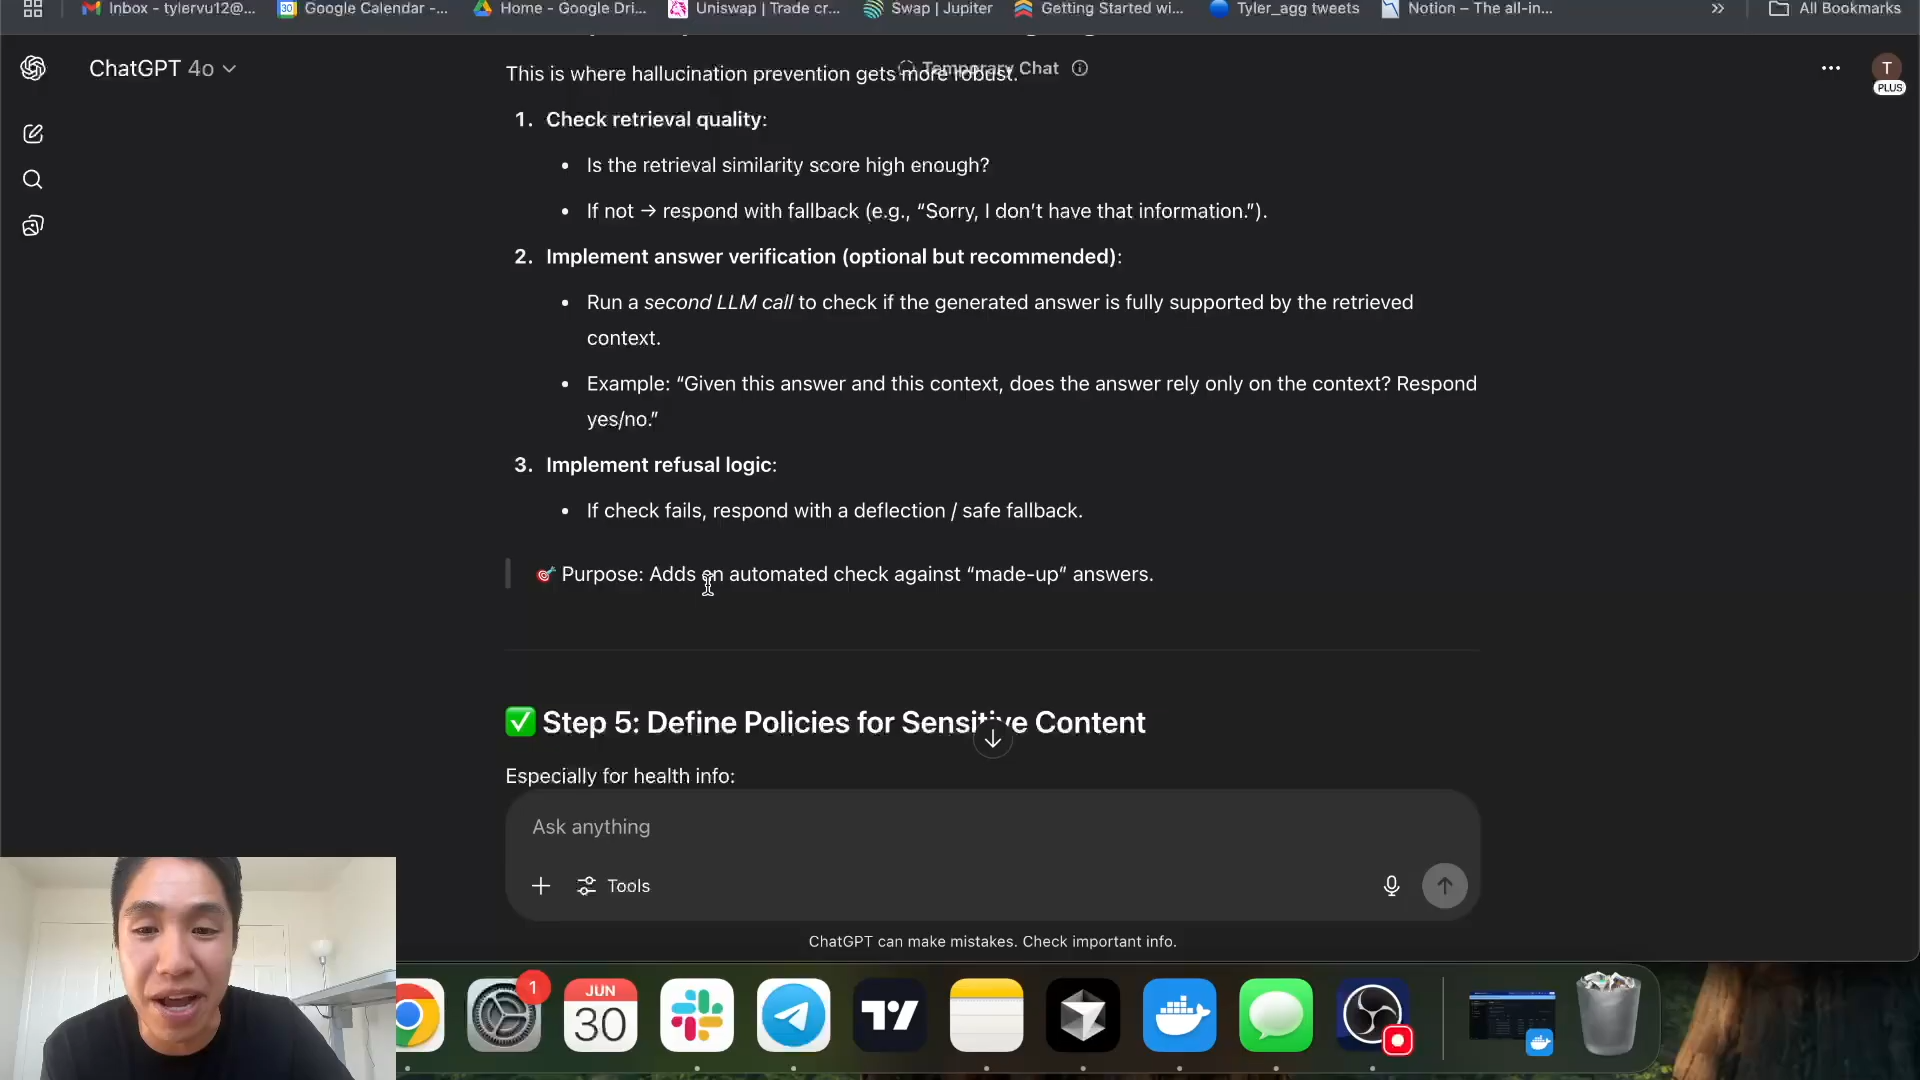 Inbox - tylervu12@...
30
Google Calendar -...
Home - Google Dri...
Uniswap | Trade cr...
Swap | Jupiter
Getting Started wi...
Tyler_agg tweets
Notion – The all-in...
»
All Bookmarks
ChatGPT 4o
Temporary Chat
T
PLUS
This is where hallucination prevention gets more robust.
1. Check retrieval quality:
• Is the retrieval similarity score high enough?
• If not → respond with fallback (e.g., “Sorry, I don’t have that information.”).
2. Implement answer verification (optional but recommended):
• Run a second LLM call to check if the generated answer is fully supported by the retrieved
context.
• Example: “Given this answer and this context, does the answer rely only on the context? Respond
yes/no.”
3. Implement refusal logic:
• If check fails, respond with a deflection / safe fallback.
🎯 Purpose: Adds an automated check against “made-up” answers.
✅ Step 5: Define Policies for Sensitive Content
Especially for health info:
Ask anything
Tools
ChatGPT can make mistakes. Check important info.
1
JUN
30